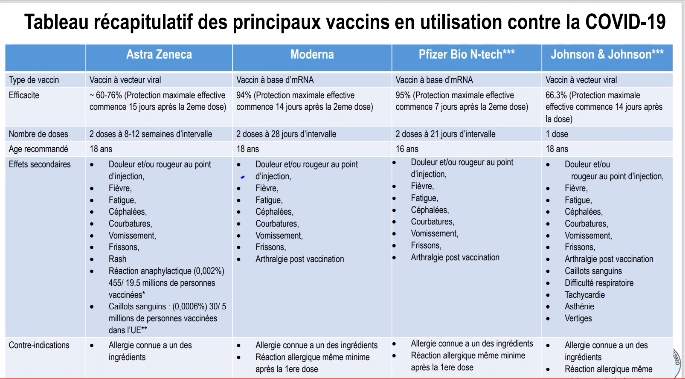 Tableau récapitulatif des principaux vaccins en utilisation contre la COVID-19
Astra Zeneca
Moderna
Pfizer Bio N-tech***
Johnson & Johnson***
Type de vaccin
Vaccin à vecteur viral
Vaccin à base d'mRNA
Vaccin à base d'mRNA
Vaccin à vecteur viral
Efficacite
~ 60-76% (Protection maximale effective
commence 15 jours après la 2eme dose)
94% (Protection maximale effective
commence 14 jours après la 2eme dose)
95% (Protection maximale effective
commence 7 jours après la 2eme dose)
66,3% (Protection maximale
effective commence 14 jours après
la dose)
Nombre de doses
2 doses à 8-12 semaines d'intervalle
2 doses à 28 jours d'intervalle
2 doses à 21 jours d'intervalle
1 dose
Age recommandé
18 ans
18 ans
16 ans
18 ans
Effets secondaires
• Douleur et/ou rougeur au point
d'injection,
• Fièvre,
• Fatigue,
• Céphalées,
• Courbatures,
• Vomissement,
• Frissons,
• Rash
• Réaction anaphylactique (0,002%)
455/ 19.5 millions de personnes
vaccinées*
• Caillots sanguins : (0,0006%) 30/ 5
millions de personnes vaccinées
dans l'UE**
• Douleur et/ou rougeur au point
d'injection,
• Fièvre,
• Fatigue,
• Céphalées,
• Courbatures,
• Vomissement,
• Frissons,
• Arthralgie post vaccination
• Douleur et/ou rougeur au point
d'injection,
• Fièvre,
• Fatigue,
• Céphalées,
• Courbatures,
• Vomissement,
• Frissons,
• Arthralgie post vaccination
• Douleur et/ou
rougeur au point d'injection,
• Fièvre,
• Fatigue,
• Céphalées,
• Courbatures,
• Vomissement,
• Frissons,
• Arthralgie post vaccination
• Caillots sanguins
• Difficulté respiratoire
• Tachycardie
• Asthénie
• Vertiges
Contre-indications
• Allergie connue a un des
ingrédients
• Allergie connue a un des ingrédients
• Réaction allergique même minime
après la 1ere dose
• Allergie connue a un des ingrédients
• Réaction allergique même minime
après la 1ere dose
• Allergie connue a un des
ingrédients
• Réaction allergique même